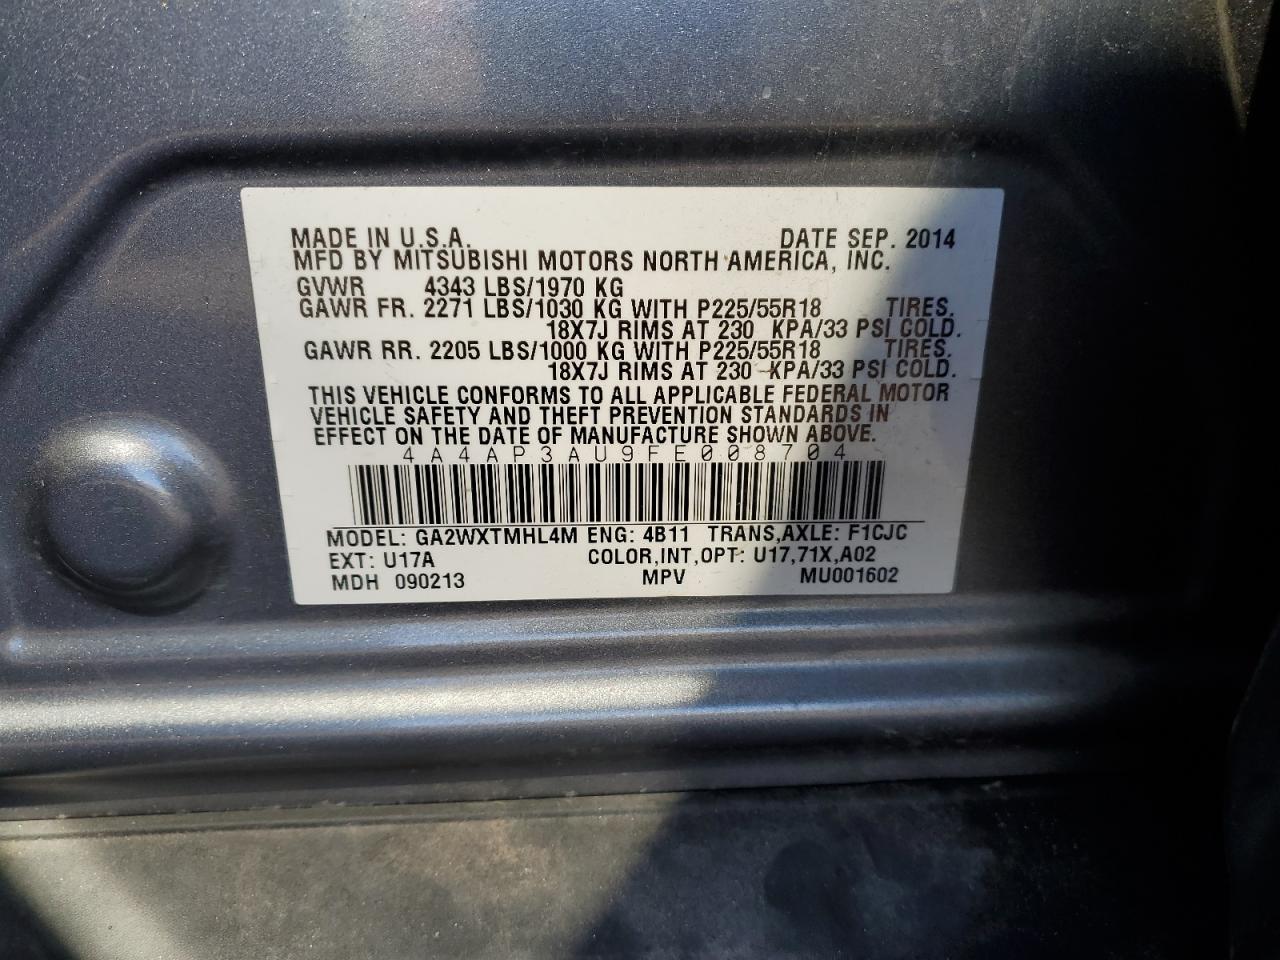 MADE IN U.S.A. DATE SEP. 2014
MFD BY MITSUBISHI MOTORS NORTH AMERICA, INC.
GVWR 4343 LBS/1970 KG
GAWR FR. 2271 LBS/1030 KG WITH P225/55R18 TIRES.
18X7J RIMS AT 230 KPA/33 PSI COLD.
GAWR RR. 2205 LBS/1000 KG WITH P225/55R18 TIRES.
18X7J RIMS AT 230 KPA/33 PSI COLD.
THIS VEHICLE CONFORMS TO ALL APPLICABLE FEDERAL MOTOR
VEHICLE SAFETY AND THEFT PREVENTION STANDARDS IN
EFFECT ON THE DATE OF MANUFACTURE SHOWN ABOVE.
4A4AP3AU9FE008704
MODEL: GA2WXTMHL4M ENG: 4B11 TRANS,AXLE: F1CJC
EXT: U17A COLOR,INT,OPT: U17,71X,A02
MDH 090213 MPV MU001602